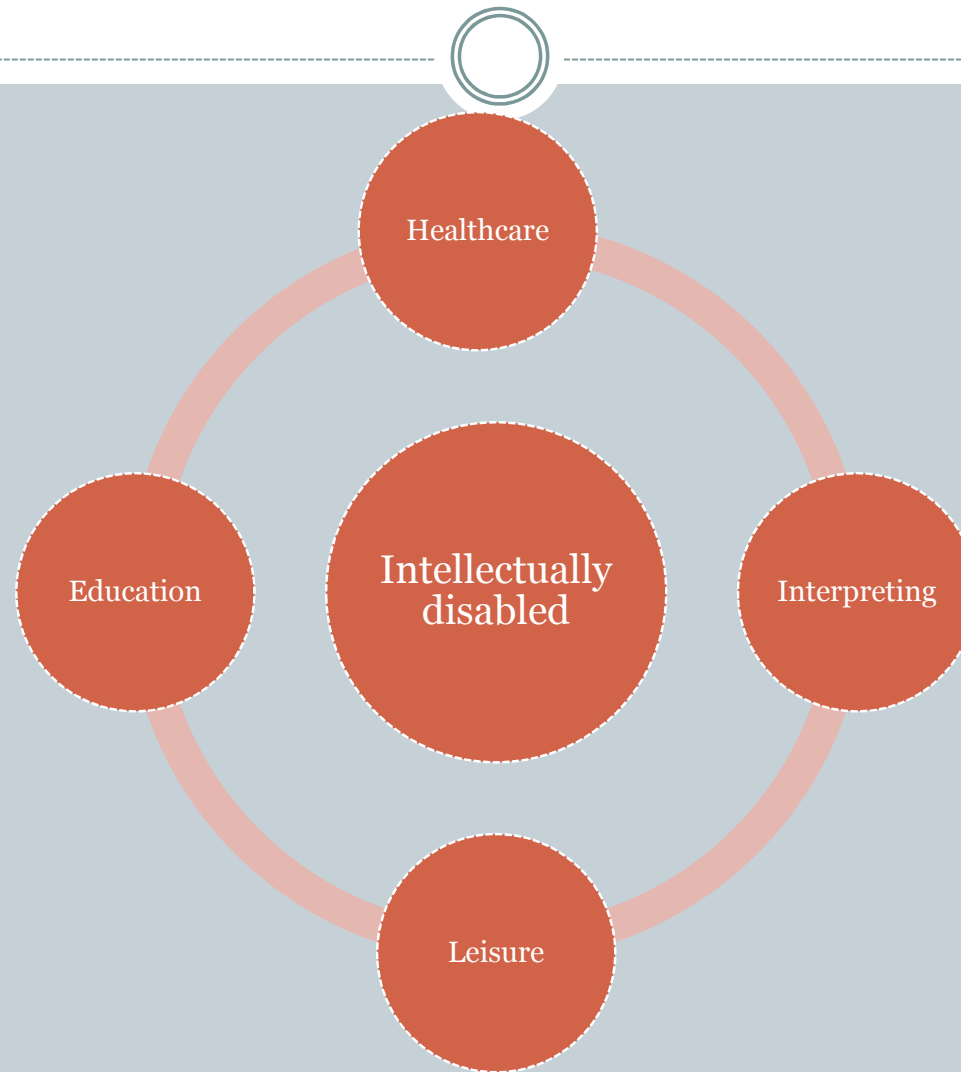 Healthcare
Education
Intellectually
disabled
Interpreting
Leisure